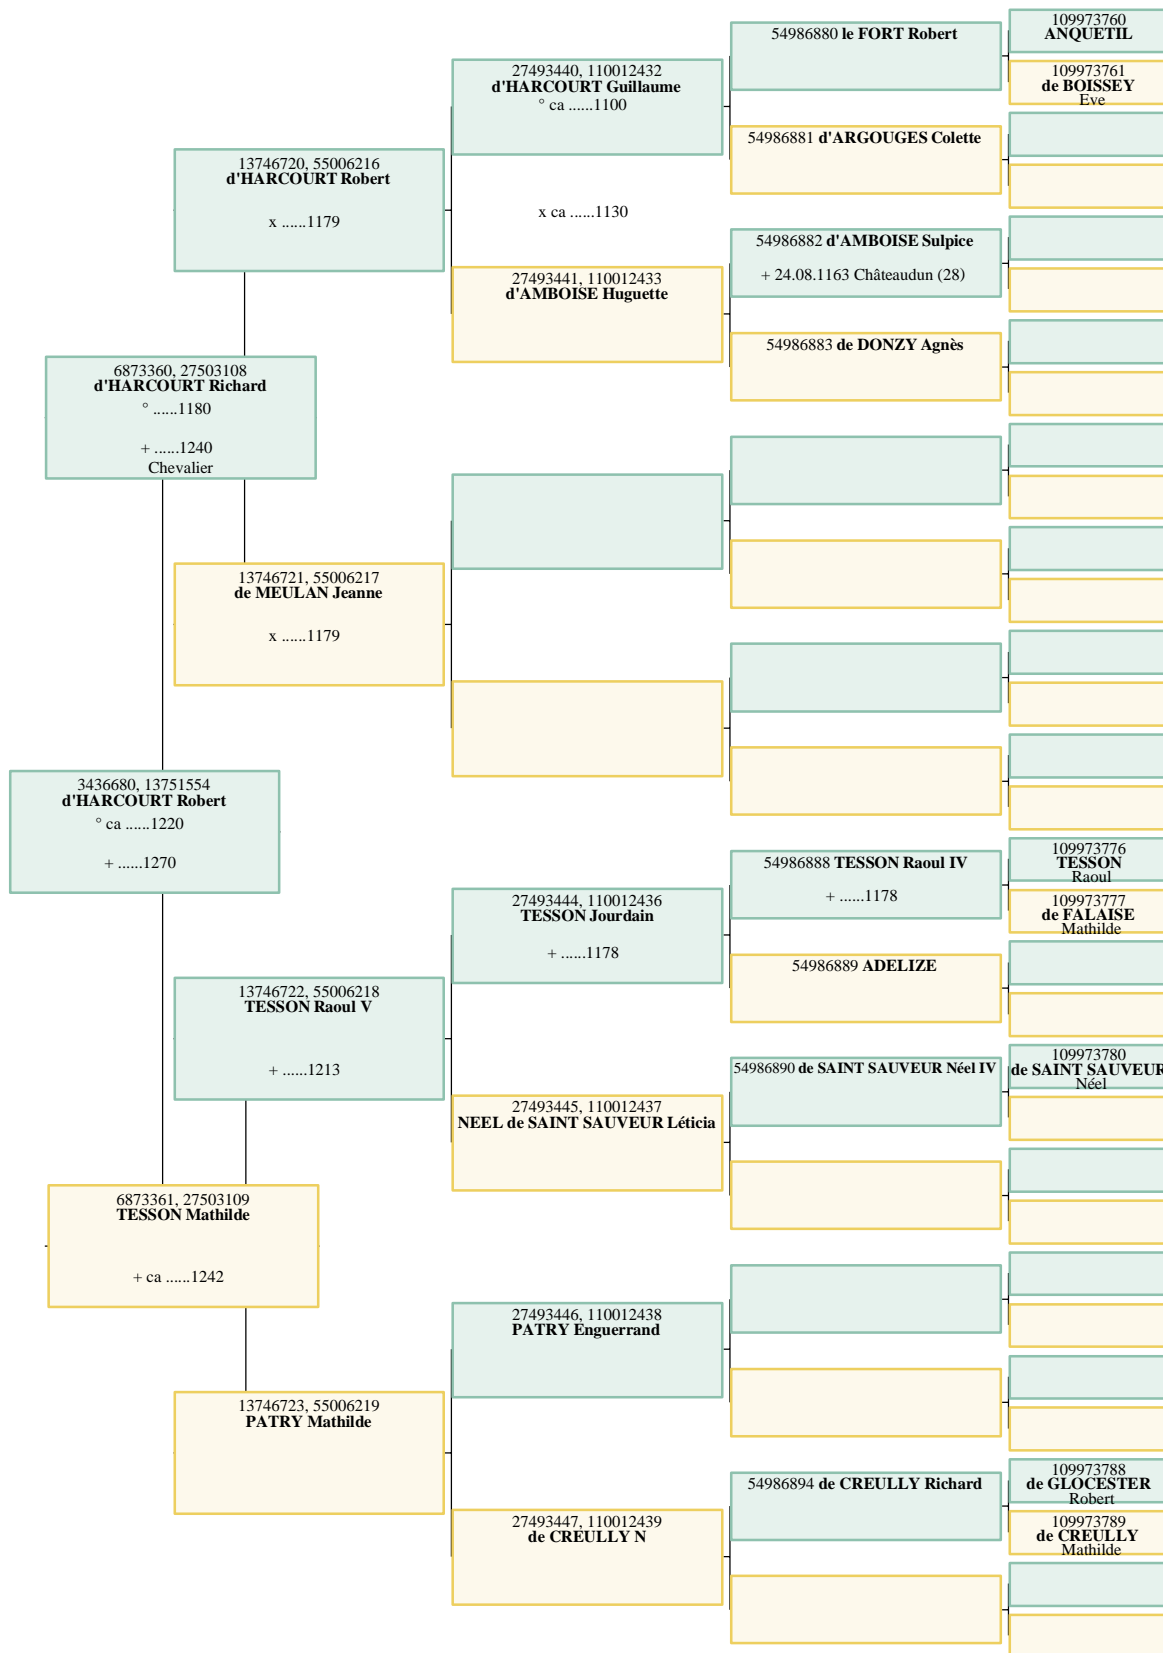 3436680, 13751554
d'HARCOURT Robert
° ca ......1220
+ ......1270
6873360, 27503108
d'HARCOURT Richard
° ......1180
+ ......1240
Chevalier
6873361, 27503109
TESSON Mathilde
+ ca ......1242
13746720, 55006216
d'HARCOURT Robert
x ......1179
13746721, 55006217
de MEULAN Jeanne
x ......1179
13746722, 55006218
TESSON Raoul V
+ ......1213
13746723, 55006219
PATRY Mathilde
27493440, 110012432
d'HARCOURT Guillaume
° ca ......1100
x ca ......1130
27493441, 110012433
d'AMBOISE Huguette
27493444, 110012436
TESSON Jourdain
+ ......1178
27493445, 110012437
NEEL de SAINT SAUVEUR Léticia
27493446, 110012438
PATRY Enguerrand
27493447, 110012439
de CREULLY N
54986880 le FORT Robert
54986881 d'ARGOUGES Colette
54986882 d'AMBOISE Sulpice
+ 24.08.1163 Châteaudun (28)
54986883 de DONZY Agnès
54986888 TESSON Raoul IV
+ ......1178
54986889 ADELIZE
54986890 de SAINT SAUVEUR Néel IV
54986894 de CREULLY Richard
109973760
ANQUETIL
109973761
de BOISSEY
Eve
109973776
TESSON
Raoul
109973777
de FALAISE
Mathilde
109973780
de SAINT SAUVEUR
Néel
109973788
de GLOCESTER
Robert
109973789
de CREULLY
Mathilde